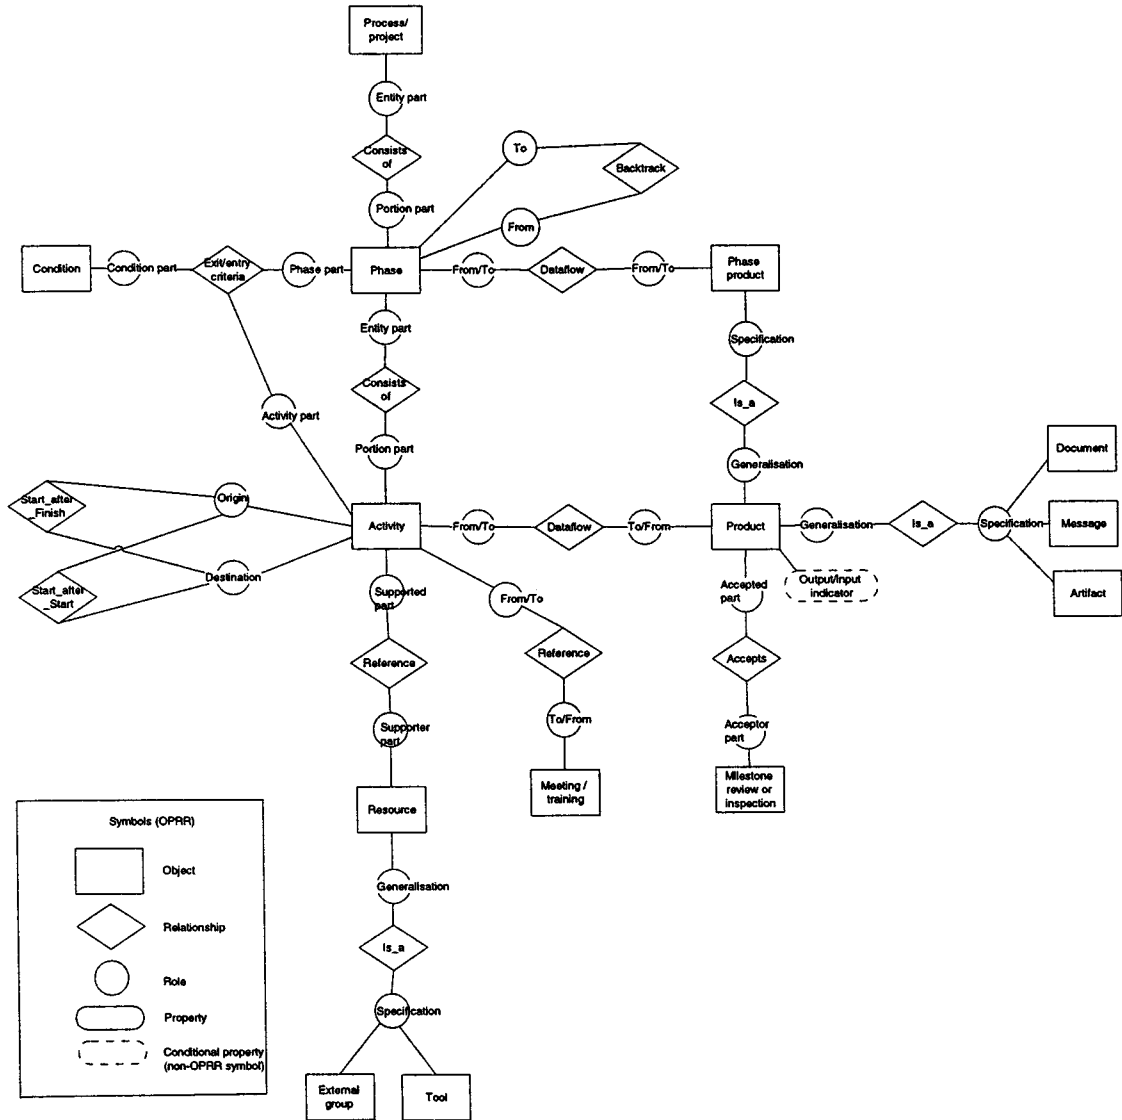 Process/
project
Entity part
Consists
of
To
Backtrack
Portion part
From
Condition
Condition part
Exit/entry
criteria
Phase part
Phase
From/To
Dataflow
From/To
Phase
product
Entity part
Specification
Consists
of
Is_a
Activity part
Portion part
Generalisation
Document
Start_after
_Finish
Origin
Activity
From/To
Dataflow
To/From
Product
Generalisation
Is_a
Specification
Message
Start_after
_Start
Destination
Supported
part
From/To
Accepted
part
Output/Input
indicator
Artifact
Reference
Reference
Accepts
Supporter
part
To/From
Acceptor
part
Resource
Meeting /
training
Milestone
review or
inspection
Generalisation
Is_a
Specification
External
group
Tool
Symbols (OPRR)
Object
Relationship
Role
Property
Conditional property
(non-OPRR symbol)